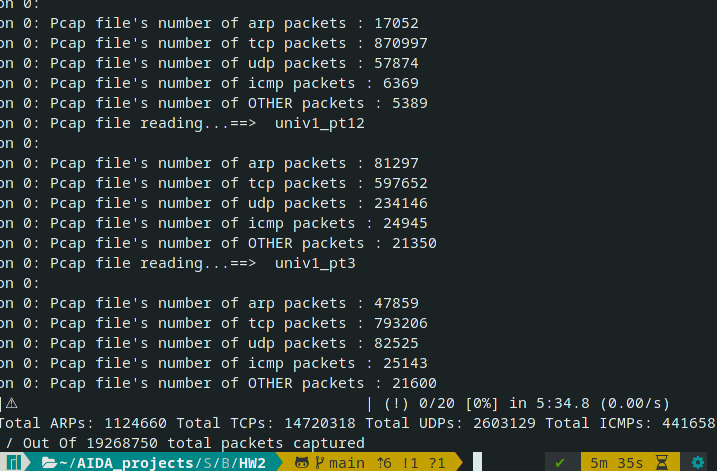 on 0:
on 0: Pcap file's number of arp packets : 17052
on 0: Pcap file's number of tcp packets : 870997
on 0: Pcap file's number of udp packets : 57874
on 0: Pcap file's number of icmp packets : 6369
on 0: Pcap file's number of OTHER packets : 5389
on 0: Pcap file reading...==>  univ1_pt12
on 0:
on 0: Pcap file's number of arp packets : 81297
on 0: Pcap file's number of tcp packets : 597652
on 0: Pcap file's number of udp packets : 234146
on 0: Pcap file's number of icmp packets : 24945
on 0: Pcap file's number of OTHER packets : 21350
on 0: Pcap file reading...==>  univ1_pt3
on 0:
on 0: Pcap file's number of arp packets : 47859
on 0: Pcap file's number of tcp packets : 793206
on 0: Pcap file's number of udp packets : 82525
on 0: Pcap file's number of icmp packets : 25143
on 0: Pcap file's number of OTHER packets : 21600
|⚠ | (!) 0/20 [0%] in 5:34.8 (0.00/s)
Total ARPs: 1124660 Total TCPs: 14720318 Total UDPs: 2603129 Total ICMPs: 441658
/ Out Of 19268750 total packets captured
~/AIDA_projects/S/B/HW2 main ⇡6 !1 ?1 ✔ 5m 35s